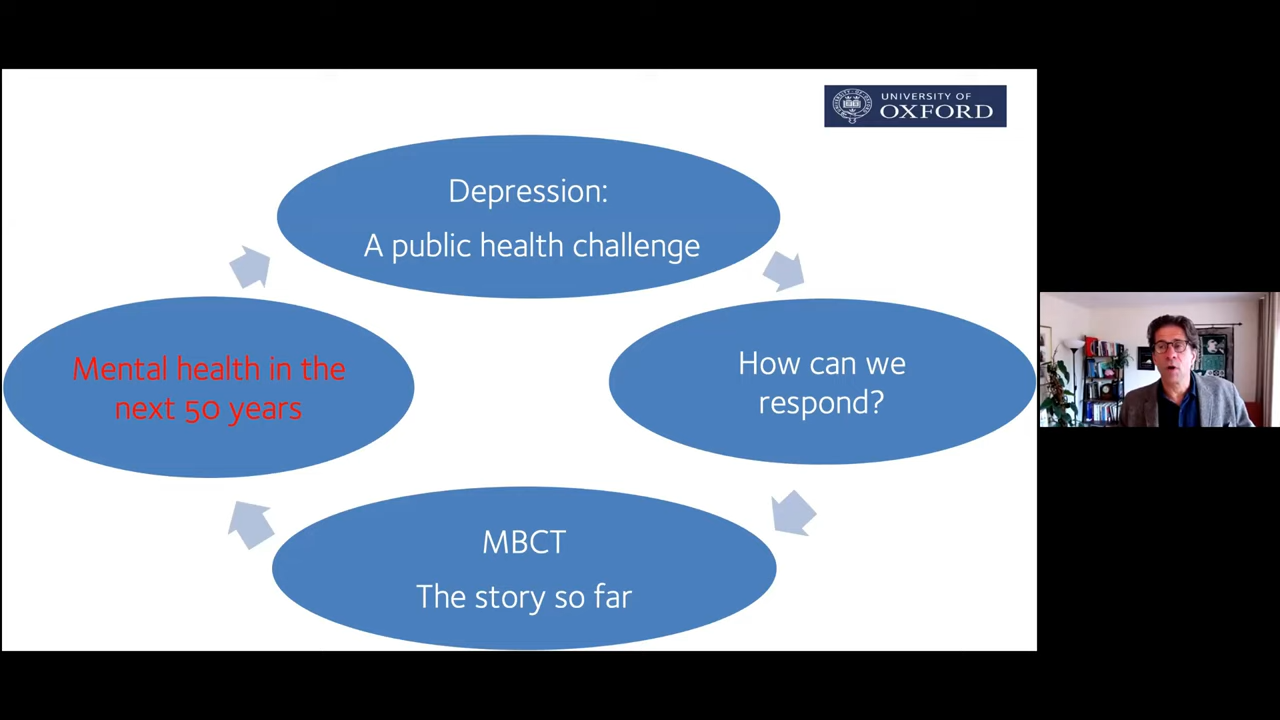 UNIVERSITY OF
OXFORD
Depression:
A public health challenge
How can we
respond?
MBCT
The story so far
Mental health in the
next 50 years